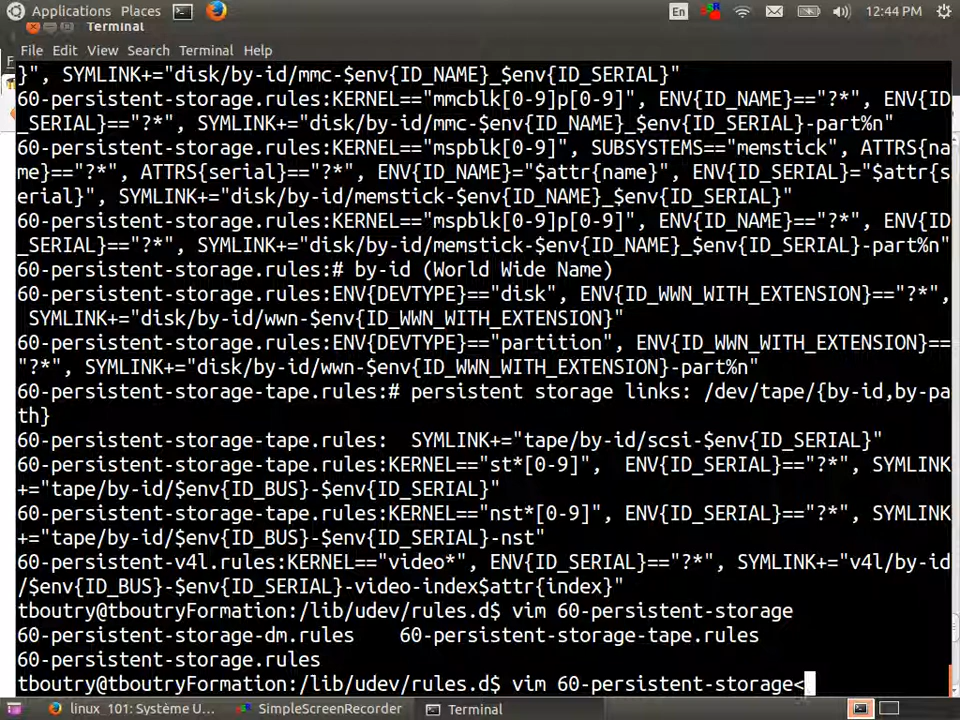 Applications Places En 12:44 PM
Terminal
File Edit View Search Terminal Help
}", SYMLINK+="disk/by-id/mmc-$env{ID_NAME}_$env{ID_SERIAL}"
60-persistent-storage.rules:KERNEL=="mmcblk[0-9]p[0-9]", ENV{ID_NAME}=="?*", ENV{ID
_SERIAL}=="?*", SYMLINK+="disk/by-id/mmc-$env{ID_NAME}_$env{ID_SERIAL}-part%n"
60-persistent-storage.rules:KERNEL=="mspblk[0-9]", SUBSYSTEMS=="memstick", ATTRS{na
me}=="?*", ATTRS{serial}=="?*", ENV{ID_NAME}="$attr{name}", ENV{ID_SERIAL}="$attr{s
erial}", SYMLINK+="disk/by-id/memstick-$env{ID_NAME}_$env{ID_SERIAL}"
60-persistent-storage.rules:KERNEL=="mspblk[0-9]p[0-9]", ENV{ID_NAME}=="?*", ENV{ID
_SERIAL}=="?*", SYMLINK+="disk/by-id/memstick-$env{ID_NAME}_$env{ID_SERIAL}-part%n"
60-persistent-storage.rules:# by-id (World Wide Name)
60-persistent-storage.rules:ENV{DEVTYPE}=="disk", ENV{ID_WWN_WITH_EXTENSION}=="?*",
 SYMLINK+="disk/by-id/wwn-$env{ID_WWN_WITH_EXTENSION}"
60-persistent-storage.rules:ENV{DEVTYPE}=="partition", ENV{ID_WWN_WITH_EXTENSION}==
"?*", SYMLINK+="disk/by-id/wwn-$env{ID_WWN_WITH_EXTENSION}-part%n"
60-persistent-storage-tape.rules:# persistent storage links: /dev/tape/{by-id,by-pa
th}
60-persistent-storage-tape.rules:  SYMLINK+="tape/by-id/scsi-$env{ID_SERIAL}"
60-persistent-storage-tape.rules:KERNEL=="st*[0-9]",  ENV{ID_SERIAL}=="?*", SYMLINK
+="tape/by-id/$env{ID_BUS}-$env{ID_SERIAL}"
60-persistent-storage-tape.rules:KERNEL=="nst*[0-9]", ENV{ID_SERIAL}=="?*", SYMLINK
+="tape/by-id/$env{ID_BUS}-$env{ID_SERIAL}-nst"
60-persistent-v4l.rules:KERNEL=="video*", ENV{ID_SERIAL}=="?*", SYMLINK+="v4l/by-id
/$env{ID_BUS}-$env{ID_SERIAL}-video-index$attr{index}"
tboutry@tboutryFormation:/lib/udev/rules.d$ vim 60-persistent-storage
60-persistent-storage-dm.rules    60-persistent-storage-tape.rules
60-persistent-storage.rules
tboutry@tboutryFormation:/lib/udev/rules.d$ vim 60-persistent-storage<
linux_101: Système U... SimpleScreenRecorder Terminal